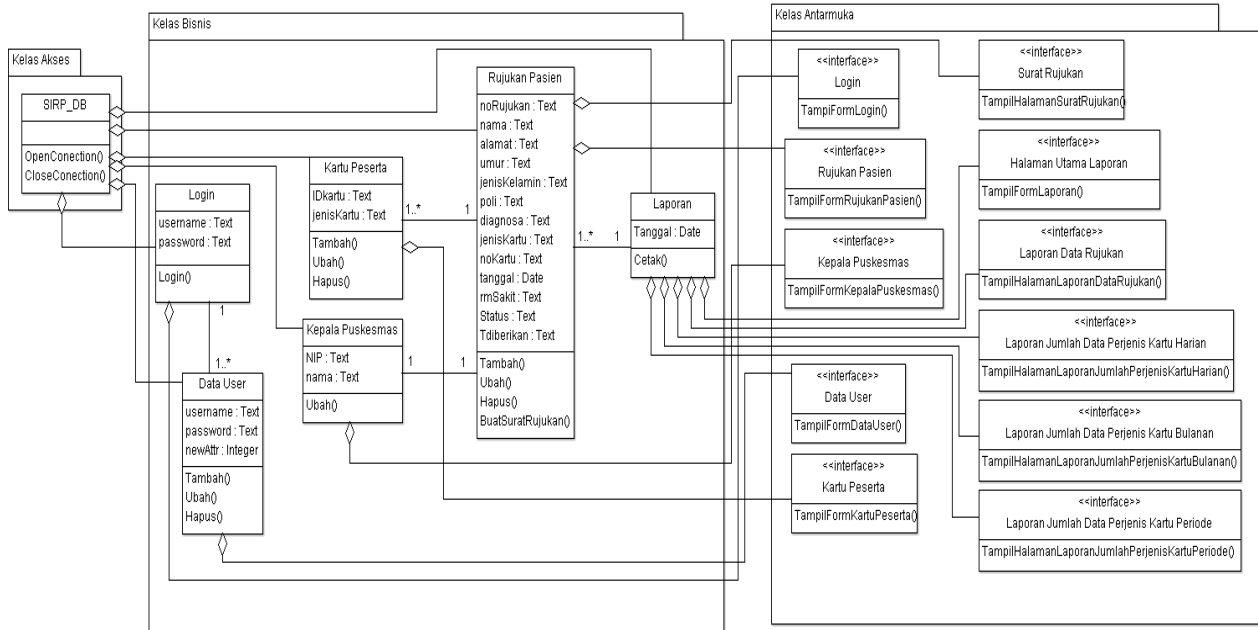 Kelas Akses
SIRP_DB
OpenConection()
CloseConection()
Kelas Bisnis
Login
username : Text
password : Text
Login()
1
1..*
Data User
username : Text
password : Text
newAttr : Integer
Tambah()
Ubah()
Hapus()
Kartu Peserta
IDkartu : Text
jenisKartu : Text
Tambah()
Ubah()
Hapus()
1..*
1
Kepala Puskesmas
NIP : Text
nama : Text
Ubah()
1
1
Rujukan Pasien
noRujukan : Text
nama : Text
alamat : Text
umur : Text
jenisKelamin : Text
poli : Text
diagnosa : Text
jenisKartu : Text
noKartu : Text
tanggal : Date
rmSakit : Text
Status : Text
Tdiberikan : Text
Tambah()
Ubah()
Hapus()
BuatSuratRujukan()
1..*
1
Laporan
Tanggal : Date
Cetak()
Kelas Antarmuka
<<interface>>
Login
TampiFormLogin()
<<interface>>
Rujukan Pasien
TampilFormRujukanPasien()
<<interface>>
Kepala Puskesmas
TampilFormKepalaPuskesmas()
<<interface>>
Data User
TampilFormDataUser()
<<interface>>
Kartu Peserta
TampilFormKartuPeserta()
<<interface>>
Surat Rujukan
TampilHalamanSuratRujukan()
<<interface>>
Halaman Utama Laporan
TampilFormLaporan()
<<interface>>
Laporan Data Rujukan
TampilHalamanLaporanDataRujukan()
<<interface>>
Laporan Jumlah Data Perjenis Kartu Harian
TampilHalamanLaporanJumlahPerjenisKartuHarian()
<<interface>>
Laporan Jumlah Data Perjenis Kartu Bulanan
TampilHalamanLaporanJumlahPerjenisKartuBulanan()
<<interface>>
Laporan Jumlah Data Perjenis Kartu Periode
TampilHalamanLaporanJumlahPerjenisKartuPeriode()